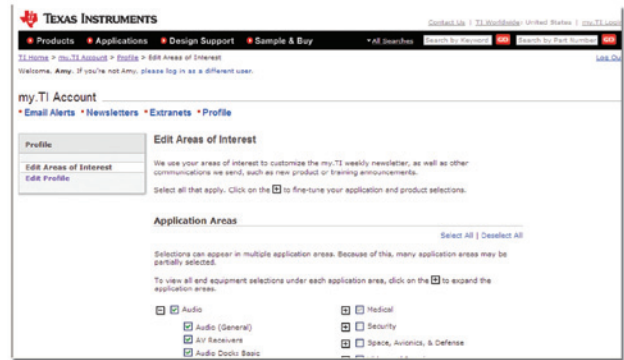 TEXAS INSTRUMENTS
Contact Us | TI Worldwide: United States | my.TI Login
Products Applications Design Support Sample & Buy All Searches Search by Keyword GO Search by Part Number GO
TI Home > my.TI Account > Profile > Edit Areas of Interest Log Ou
Welcome, Amy. If you're not Amy, please log in as a different user.
my.TI Account
Email Alerts Newsletters Extranets Profile
Profile
Edit Areas of Interest
Edit Profile
Edit Areas of Interest
We use your areas of interest to customize the my.TI weekly newsletter, as well as other
communications we send, such as new product or training announcements.
Select all that apply. Click on the + to fine-tune your application and product selections.
Application Areas
Select All | Deselect All
Selections can appear in multiple application areas. Because of this, many application areas may be
partially selected.
To view all end equipment selections under each application area, click on the + to expand the
application areas.
Audio
Audio (General)
AV Receivers
Audio Docks Basic
Medical
Security
Space, Avionics, & Defense